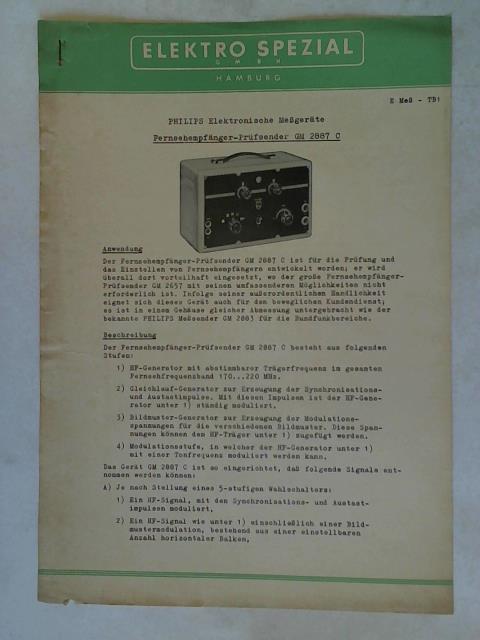 ELEKTRO SPEZIAL
GMBH
HAMBURG
E Meß - TB1
PHILIPS Elektronische Meßgeräte
Fernsehempfänger-Prüfsender GM 2887 C
Anwendung
Der Fernsehempfänger-Prüfsender GM 2887 C ist für die Prüfung und
das Einstellen von Fernsehempfängern entwickelt worden; er wird
überall dort vorteilhaft eingesetzt, wo der große Fernsehempfänger-
Prüfsender GM 2657 mit seinen umfassenderen Möglichkeiten nicht
erforderlich ist. Infolge seiner außerordentlichen Handlichkeit
eignet sich dieses Gerät auch für den beweglichen Kundendienst;
es ist in einem Gehäuse gleicher Abmessung untergebracht wie der
bekannte PHILIPS Meßsender GM 2883 für die Rundfunkbereiche.
Beschreibung
Der Fernsehempfänger-Prüfsender GM 2887 C besteht aus folgenden
Stufen:
1) HF-Generator mit abstimmbarer Trägerfrequenz im gesamten
Fernsehfrequenzband 170...220 MHz.
2) Gleichlauf-Generator zur Erzeugung der Synchronisations-
und Austastimpulse. Mit diesen Impulsen ist der HF-Gene-
rator unter 1) ständig moduliert.
3) Bildmuster-Generator zur Erzeugung der Modulations-
spannungen für die verschiedenen Bildmuster. Diese Span-
nungen können dem HF-Träger unter 1) zugefügt werden.
4) Modulationsstufe, in welcher der HF-Generator unter 1)
mit einer Tonfrequenz moduliert werden kann.
Das Gerät GM 2887 C ist so eingerichtet, daß folgende Signale ent-
nommen werden können:
A) Je nach Stellung eines 5-stufigen Wahlschalters:
1) Ein HF-Signal, mit den Synchronisations- und Austast-
impulsen moduliert,
2) Ein HF-Signal wie unter 1) einschließlich einer Bild-
mustermodulation, bestehend aus einer einstellbaren
Anzahl horizontaler Balken,